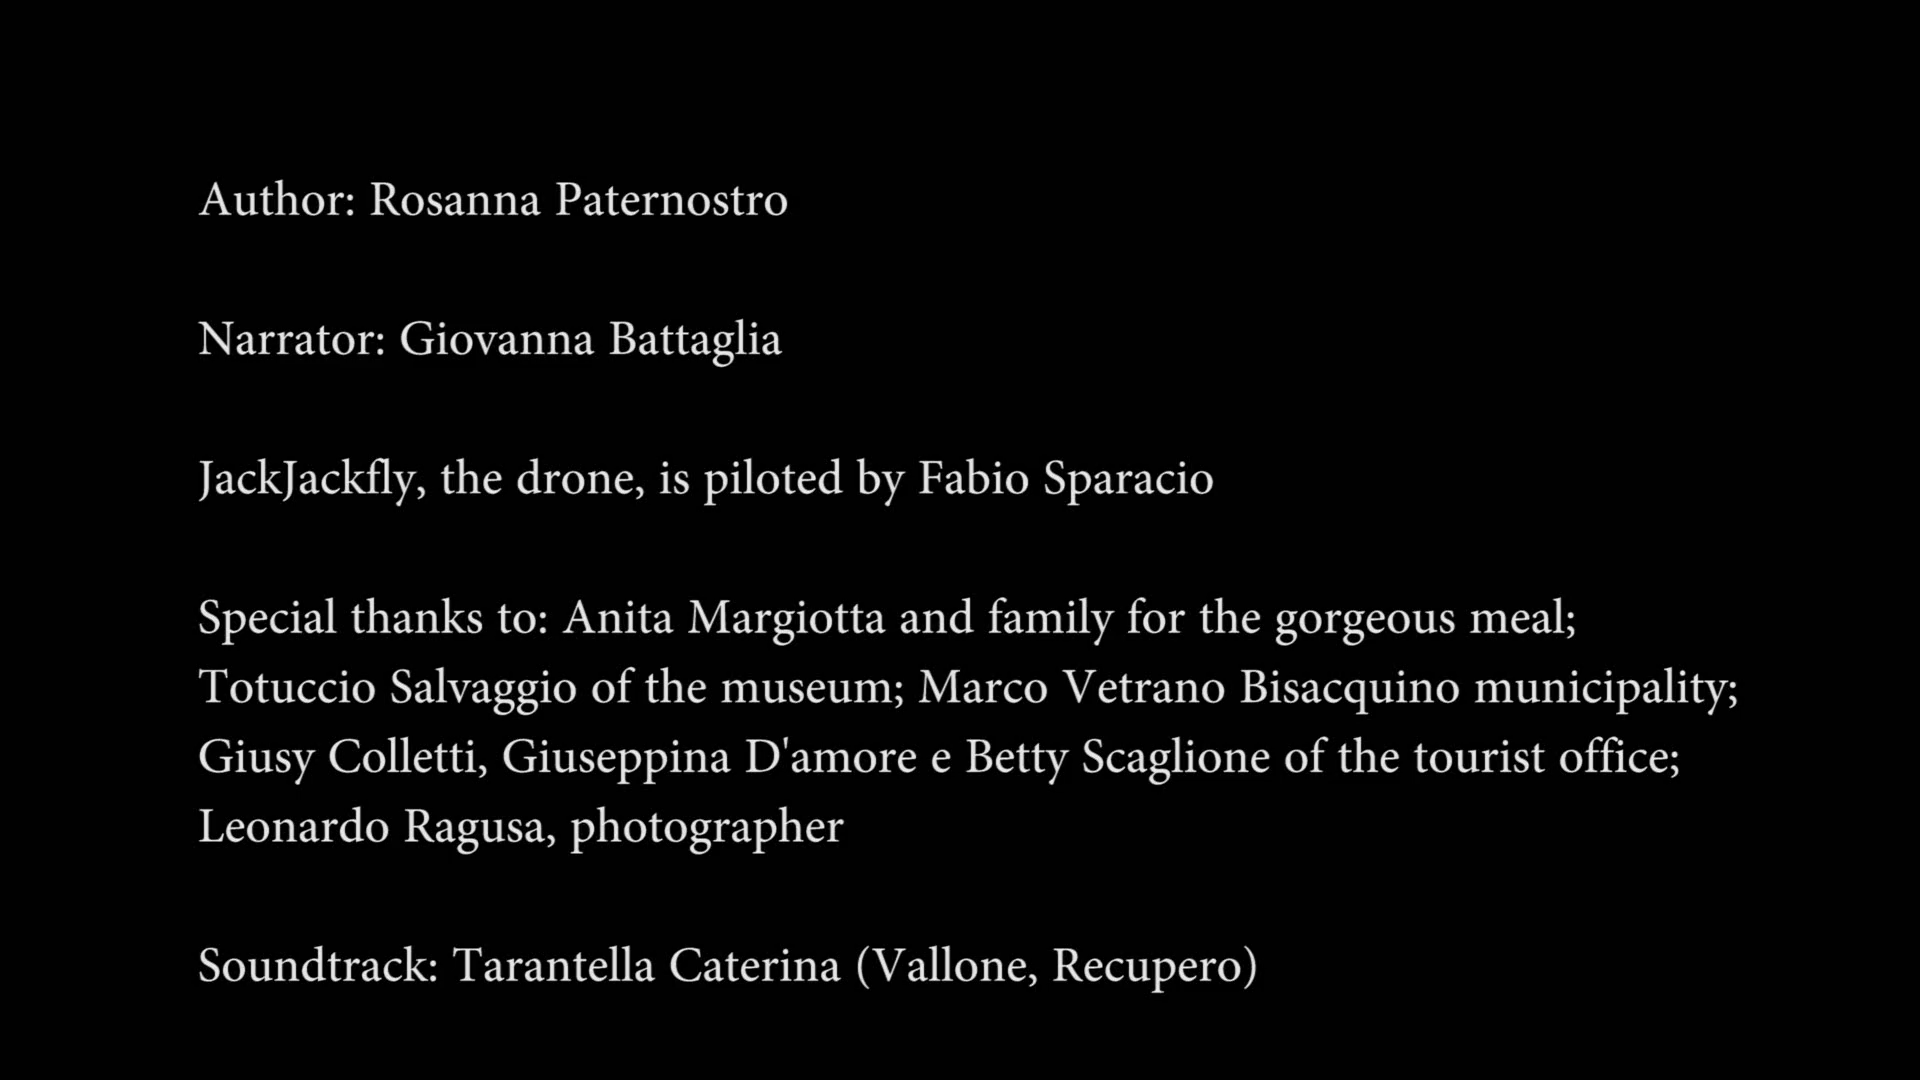 Author: Rosanna Paternostro
Narrator: Giovanna Battaglia
JackJackfly, the drone, is piloted by Fabio Sparacio
Special thanks to: Anita Margiotta and family for the gorgeous meal;
Totuccio Salvaggio of the museum; Marco Vetrano Bisacquino municipality;
Giusy Colletti, Giuseppina D'amore e Betty Scaglione of the tourist office;
Leonardo Ragusa, photographer
Soundtrack: Tarantella Caterina (Vallone, Recupero)